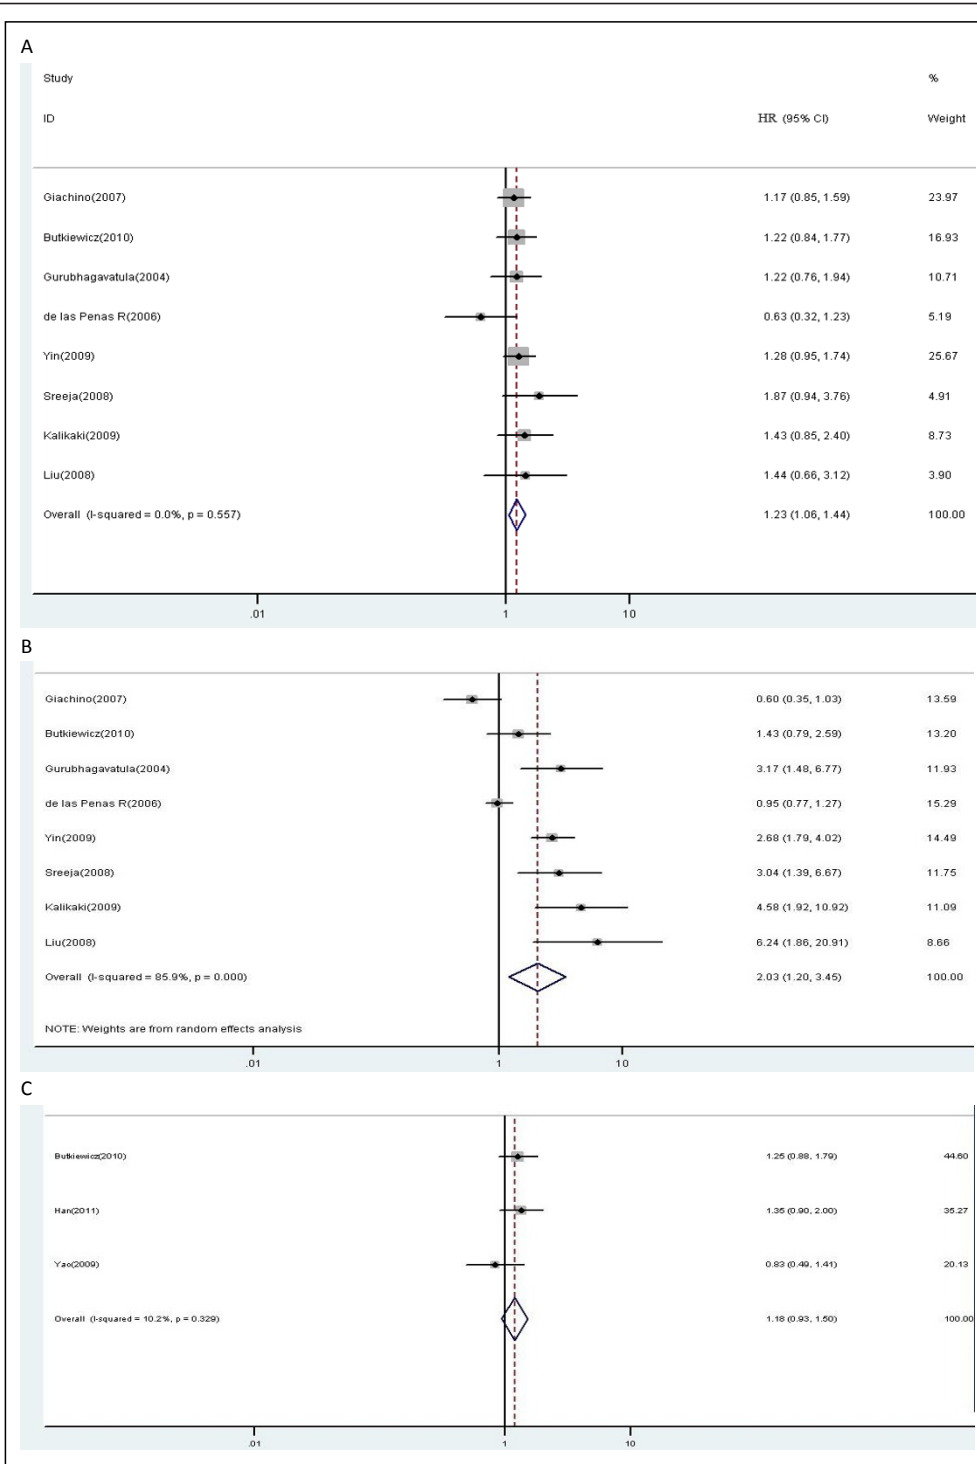 A
Study %
ID HR (95% CI) Weight
Giachino(2007) 1.17 (0.85, 1.59) 23.97
Butkiewicz(2010) 1.22 (0.84, 1.77) 16.93
Gurubhagavatula(2004) 1.22 (0.76, 1.94) 10.71
de las Penas R(2006) 0.63 (0.32, 1.23) 5.19
Yin(2009) 1.28 (0.95, 1.74) 25.67
Sreeja(2008) 1.87 (0.94, 3.76) 4.91
Kalikaki(2009) 1.43 (0.85, 2.40) 8.73
Liu(2008) 1.44 (0.66, 3.12) 3.90
Overall (I-squared = 0.0%, p = 0.557) 1.23 (1.06, 1.44) 100.00
.01 1 10
B
Giachino(2007) 0.60 (0.35, 1.03) 13.59
Butkiewicz(2010) 1.43 (0.79, 2.59) 13.20
Gurubhagavatula(2004) 3.17 (1.48, 6.77) 11.93
de las Penas R(2006) 0.95 (0.77, 1.27) 15.29
Yin(2009) 2.68 (1.79, 4.02) 14.49
Sreeja(2008) 3.04 (1.39, 6.67) 11.75
Kalikaki(2009) 4.58 (1.92, 10.92) 11.09
Liu(2008) 6.24 (1.86, 20.91) 8.66
Overall (I-squared = 85.9%, p = 0.000) 2.03 (1.20, 3.45) 100.00
NOTE: Weights are from random effects analysis
.01 1 10
C
Butkiewicz(2010) 1.25 (0.88, 1.79) 44.60
Han(2011) 1.35 (0.90, 2.00) 35.27
Yao(2009) 0.83 (0.49, 1.41) 20.13
Overall (I-squared = 10.2%, p = 0.329) 1.18 (0.93, 1.50) 100.00
.01 1 10